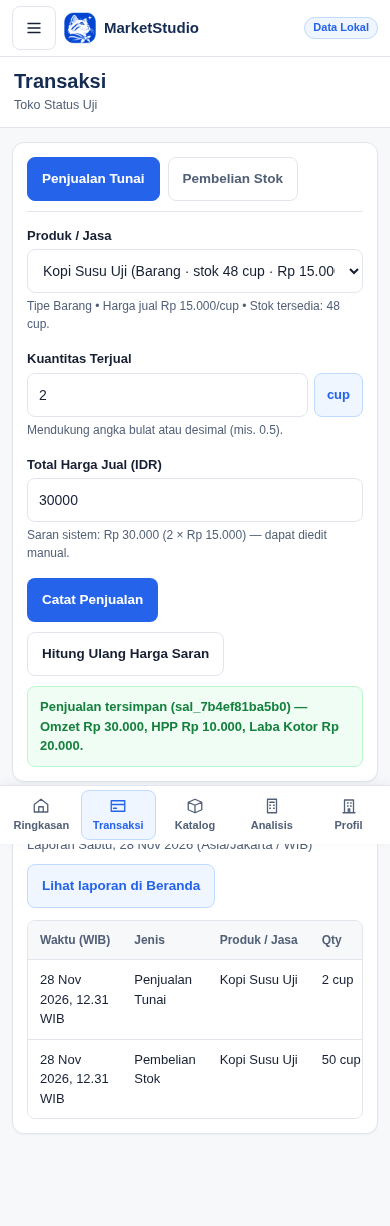 MarketStudio
Data Lokal
Transaksi
Toko Status Uji
Penjualan Tunai
Pembelian Stok
Produk / Jasa
Kopi Susu Uji (Barang · stok 48 cup · Rp 15.00
Tipe Barang • Harga jual Rp 15.000/cup • Stok tersedia: 48
cup.
Kuantitas Terjual
2
cup
Mendukung angka bulat atau desimal (mis. 0.5).
Total Harga Jual (IDR)
30000
Saran sistem: Rp 30.000 (2 × Rp 15.000) — dapat diedit
manual.
Catat Penjualan
Hitung Ulang Harga Saran
Penjualan tersimpan (sal_7b4ef81ba5b0) —
Omzet Rp 30.000, HPP Rp 10.000, Laba Kotor Rp
20.000.
Ringkasan
Transaksi
Katalog
Analisis
Profil
Laporan Sabtu, 28 Nov 2026 (Asia/Jakarta / WIB)
Lihat laporan di Beranda
Waktu (WIB) Jenis Produk / Jasa Qty
28 Nov Penjualan Kopi Susu Uji 2 cup
2026, 12.31 Tunai
WIB
28 Nov Pembelian Kopi Susu Uji 50 cup
2026, 12.31 Stok
WIB